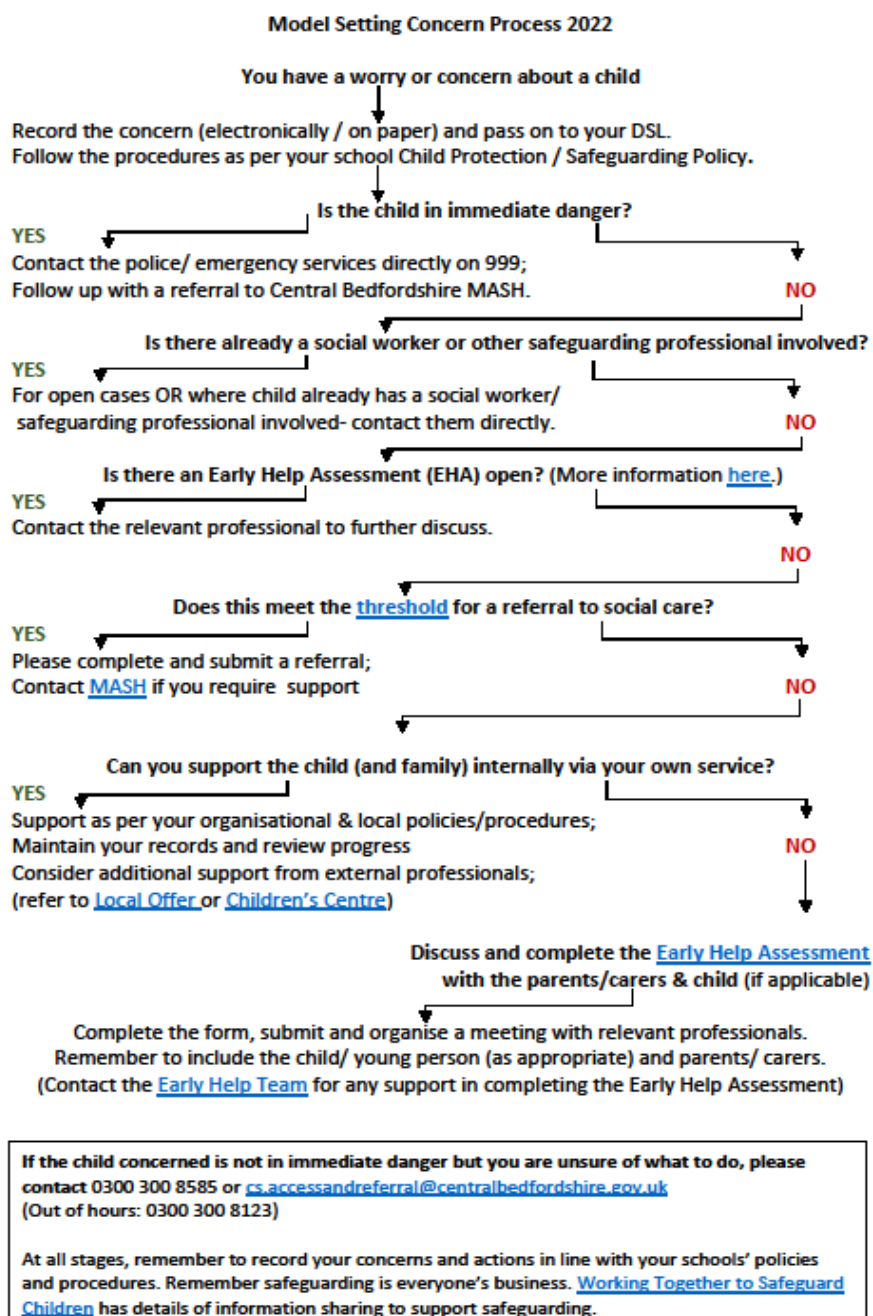 Model Setting Concern Process 2022
You have a worry or concern about a child
Record the concern (electronically / on paper) and pass on to your DSL.
Follow the procedures as per your school Child Protection / Safeguarding Policy.
Is the child in immediate danger?
YES
Contact the police/ emergency services directly on 999;
Follow up with a referral to Central Bedfordshire MASH.
NO
Is there already a social worker or other safeguarding professional involved?
YES
For open cases OR where child already has a social worker/
safeguarding professional involved- contact them directly.
NO
Is there an Early Help Assessment (EHA) open? (More information here.)
YES
Contact the relevant professional to further discuss.
NO
Does this meet the threshold for a referral to social care?
YES
Please complete and submit a referral;
Contact MASH if you require support
NO
Can you support the child (and family) internally via your own service?
YES
Support as per your organisational & local policies/procedures;
Maintain your records and review progress
NO
Consider additional support from external professionals;
(refer to Local Offer or Children's Centre)
Discuss and complete the Early Help Assessment
with the parents/carers & child (if applicable)
Complete the form, submit and organise a meeting with relevant professionals.
Remember to include the child/ young person (as appropriate) and parents/ carers.
(Contact the Early Help Team for any support in completing the Early Help Assessment)
If the child concerned is not in immediate danger but you are unsure of what to do, please
contact 0300 300 8585 or cs.accessandreferral@centralbedfordshire.gov.uk
(Out of hours: 0300 300 8123)
At all stages, remember to record your concerns and actions in line with your schools' policies
and procedures. Remember safeguarding is everyone's business. Working Together to Safeguard
Children has details of information sharing to support safeguarding.